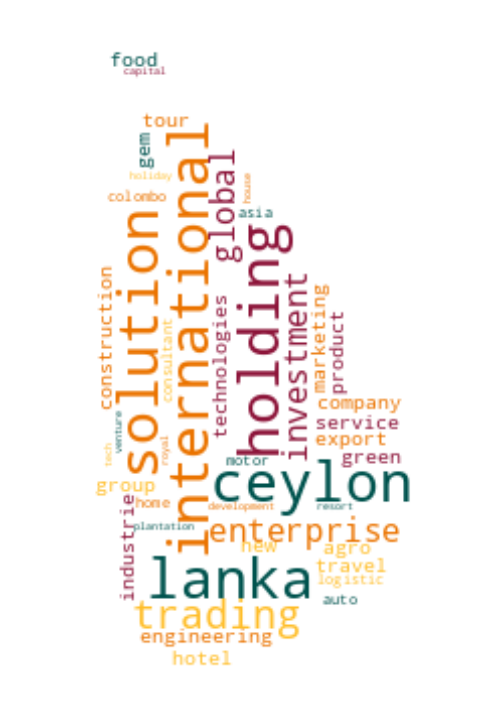 food
capital
tour
gem
holiday
international
global
house
colombo
asia
solution
holding
construction
consultant
technologies
investment
marketing
product
company
venture
royal
service
export
tech
motor
green
group
ceylon
industrie
home
development
resort
plantation
enterprise
new
agro
lanka
travel
logistic
trading
auto
engineering
hotel